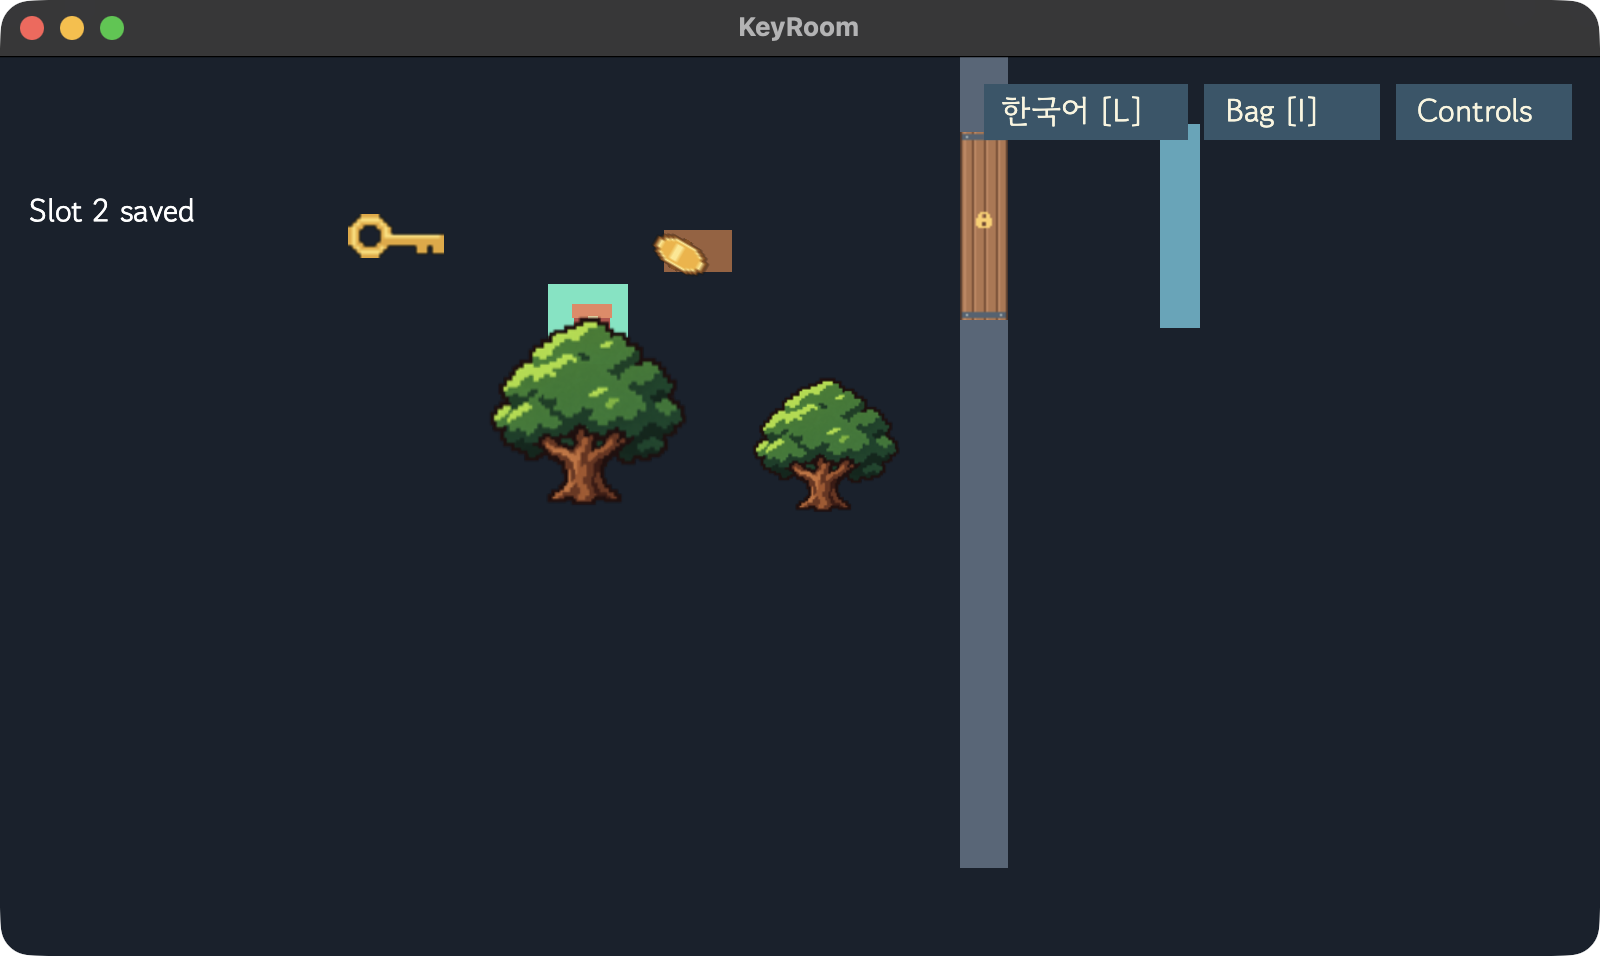 KeyRoom
한국어 [L]
Bag [I]
Controls
Slot 2 saved